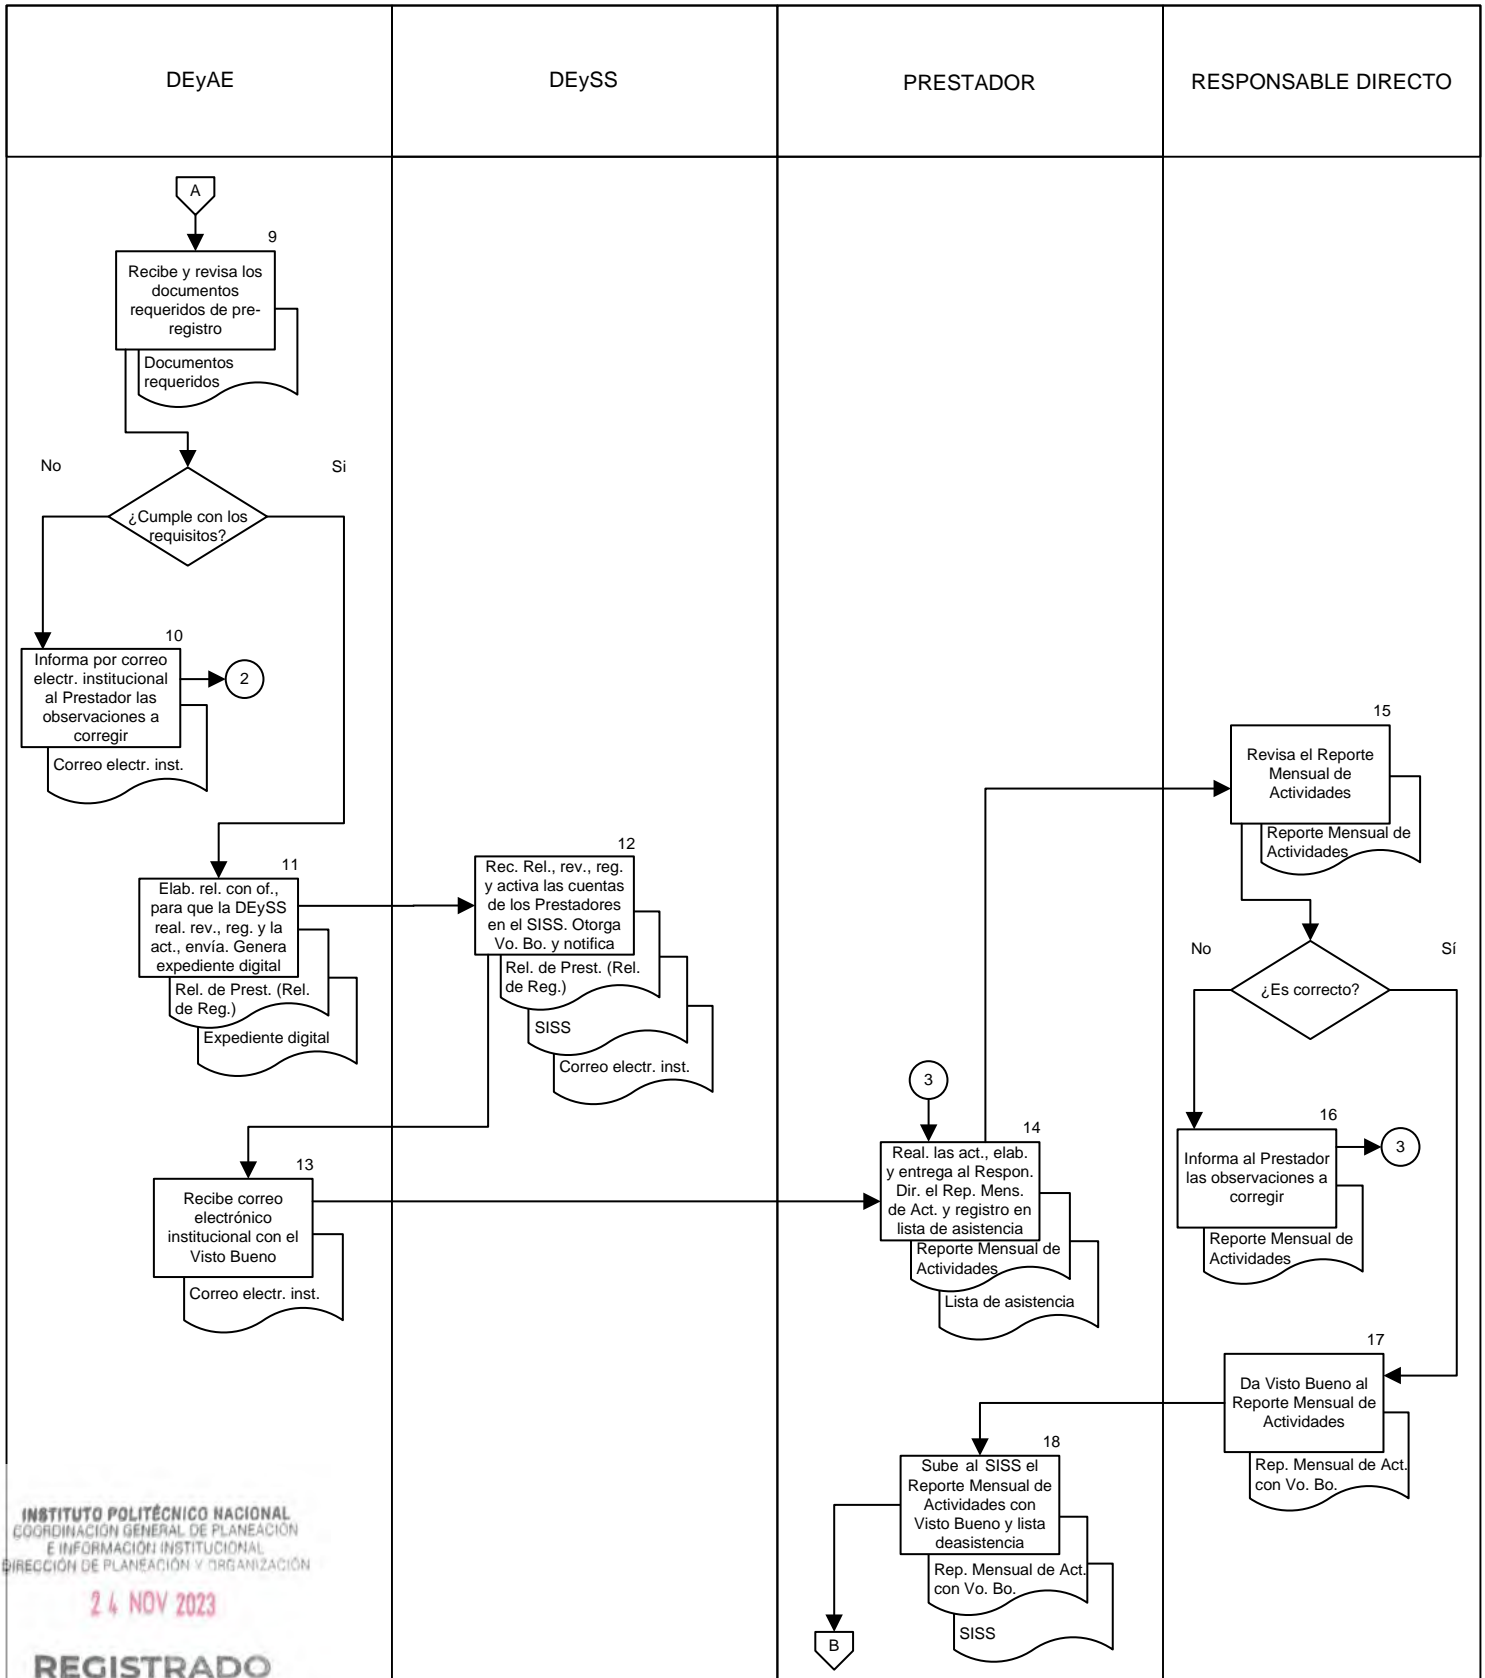 DEyAE
DEySS
PRESTADOR
RESPONSABLE DIRECTO
A
9
Recibe y revisa los
documentos
requeridos de pre-
registro
Documentos
requeridos
No
Si
¿Cumple con los
requisitos?
10
Informa por correo
electr. institucional
al Prestador las
observaciones a
corregir
2
Correo electr. inst.
11
Elab. rel. con of.,
para que la DEySS
real. rev., reg. y la
act., envía. Genera
expediente digital
Rel. de Prest. (Rel.
de Reg.)
Expediente digital
12
Rec. Rel., rev., reg.
y activa las cuentas
de los Prestadores
en el SISS. Otorga
Vo. Bo. y notifica
Rel. de Prest. (Rel.
de Reg.)
SISS
Correo electr. inst.
13
Recibe correo
electrónico
institucional con el
Visto Bueno
Correo electr. inst.
3
14
Real. las act., elab.
y entrega al Respon.
Dir. el Rep. Mens.
de Act. y registro en
lista de asistencia
Reporte Mensual de
Actividades
Lista de asistencia
15
Revisa el Reporte
Mensual de
Actividades
Reporte Mensual de
Actividades
No
Sí
¿Es correcto?
16
Informa al Prestador
las observaciones a
corregir
3
Reporte Mensual de
Actividades
17
Da Visto Bueno al
Reporte Mensual de
Actividades
Rep. Mensual de Act.
con Vo. Bo.
18
Sube al SISS el
Reporte Mensual de
Actividades con
Visto Bueno y lista
deasistencia
Rep. Mensual de Act.
con Vo. Bo.
SISS
B
INSTITUTO POLITÉCNICO NACIONAL
COORDINACIÓN GENERAL DE PLANEACIÓN
E INFORMACIÓN INSTITUCIONAL
DIRECCIÓN DE PLANEACIÓN Y ORGANIZACIÓN
24 NOV 2023
REGISTRADO